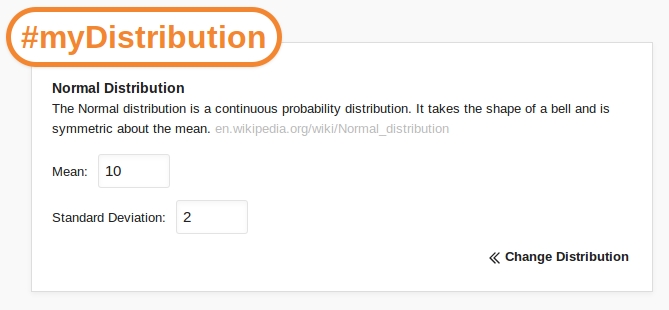 #myDistribution
Normal Distribution
The Normal distribution is a continuous probability distribution. It takes the shape of a bell and is
symmetric about the mean. en.wikipedia.org/wiki/Normal_distribution
Mean: 10
Standard Deviation: 2
Change Distribution